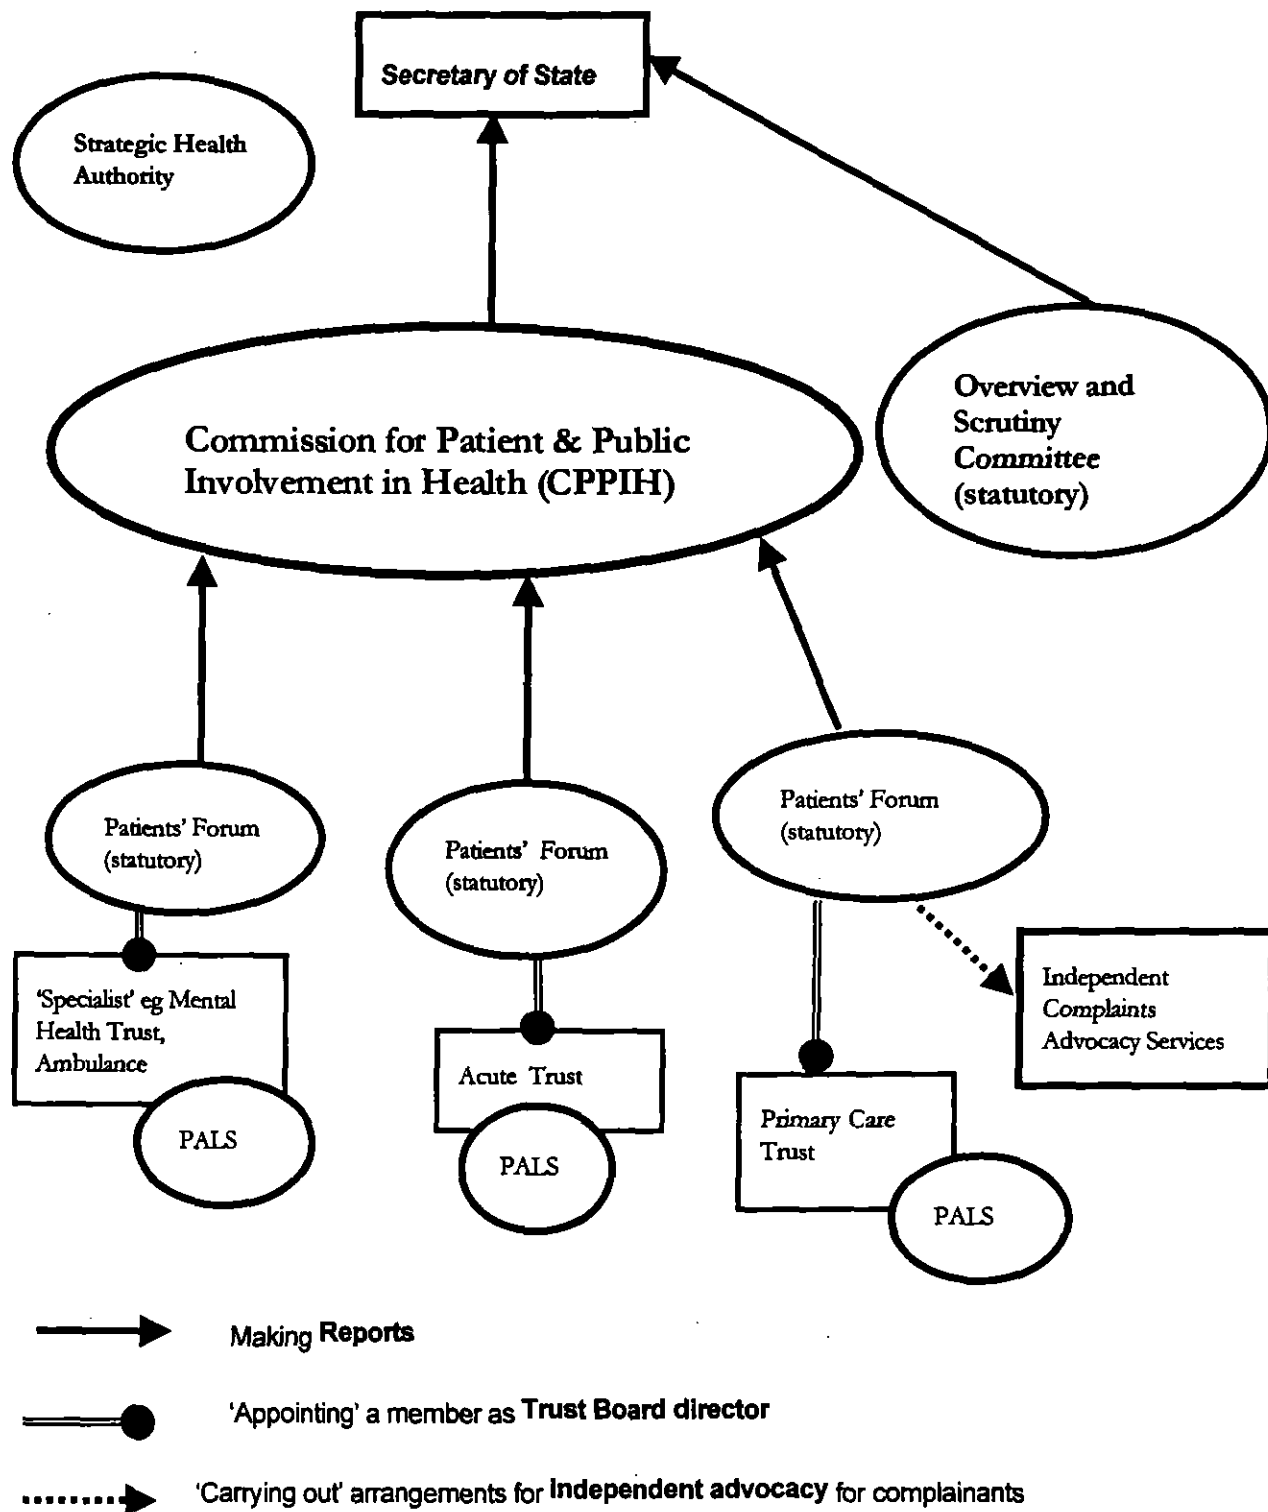 Secretary of State
Strategic Health
Authority
Overview and
Scrutiny
Committee
(statutory)
Commission for Patient & Public
Involvement in Health (CPPIH)
Patients' Forum
(statutory)
Patients' Forum
(statutory)
Patients' Forum
(statutory)
'Specialist' eg Mental
Health Trust,
Ambulance
PALS
Acute Trust
PALS
Primary Care
Trust
PALS
Independent
Complaints
Advocacy Services
Making Reports
'Appointing' a member as Trust Board director
'Carrying out' arrangements for Independent advocacy for complainants